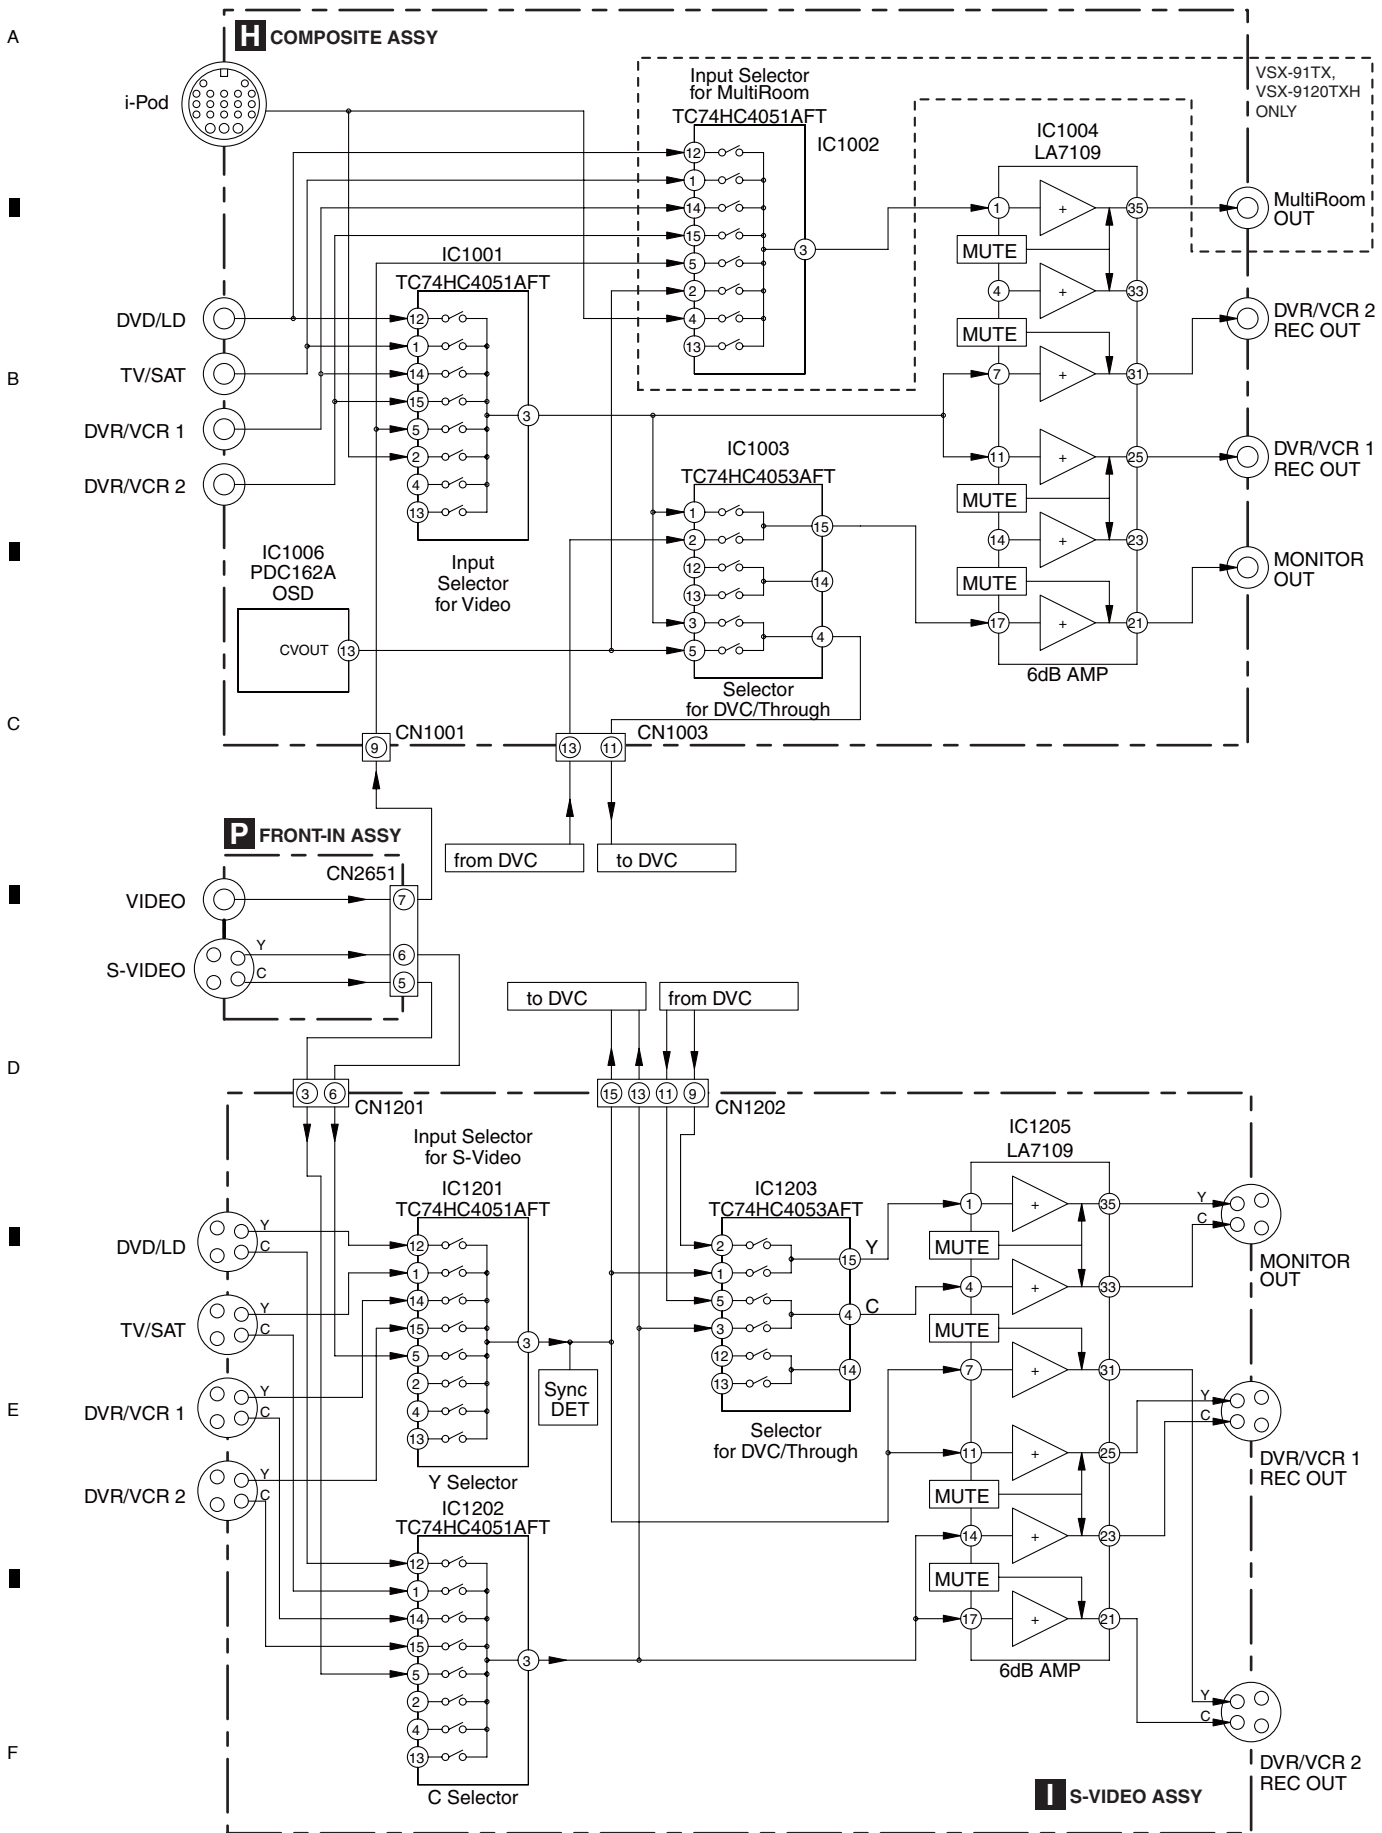 A
H COMPOSITE ASSY
i-Pod
Input Selector
for MultiRoom
TC74HC4051AFT
IC1002
VSX-91TX,
VSX-9120TXH
ONLY
IC1004
LA7109
12
1
14
15
5
2
4
13
3
1
MUTE
4
MUTE
7
11
MUTE
14
MUTE
17
+
+
+
+
+
+
35
33
31
25
23
21
6dB AMP
MultiRoom
OUT
DVR/VCR 2
REC OUT
DVR/VCR 1
REC OUT
MONITOR
OUT
B
DVD/LD
TV/SAT
DVR/VCR 1
DVR/VCR 2
IC1001
TC74HC4051AFT
12
1
14
15
5
2
4
13
3
Input
Selector
for Video
IC1003
TC74HC4053AFT
1
2
12
13
3
5
15
14
4
Selector
for DVC/Through
IC1006
PDC162A
OSD
CVOUT 13
C
9 CN1001
13 11 CN1003
from DVC
to DVC
P FRONT-IN ASSY
CN2651
VIDEO
7
S-VIDEO
Y
C
6
5
to DVC
from DVC
D
3 6 CN1201
15 13 11 9 CN1202
Input Selector
for S-Video
IC1201
TC74HC4051AFT
12
1
14
15
5
2
4
13
3
Y Selector
Sync
DET
IC1203
TC74HC4053AFT
2
1
5
3
12
13
15
4
14
Y
C
Selector
for DVC/Through
IC1205
LA7109
1
MUTE
4
MUTE
7
11
MUTE
14
MUTE
17
+
+
+
+
+
+
35
33
31
25
23
21
6dB AMP
Y
C
MONITOR
OUT
Y
C
DVR/VCR 1
REC OUT
Y
C
DVR/VCR 2
REC OUT
DVD/LD
Y
C
TV/SAT
Y
C
E
DVR/VCR 1
Y
C
DVR/VCR 2
Y
C
IC1202
TC74HC4051AFT
12
1
14
15
5
2
4
13
3
C Selector
F
I S-VIDEO ASSY